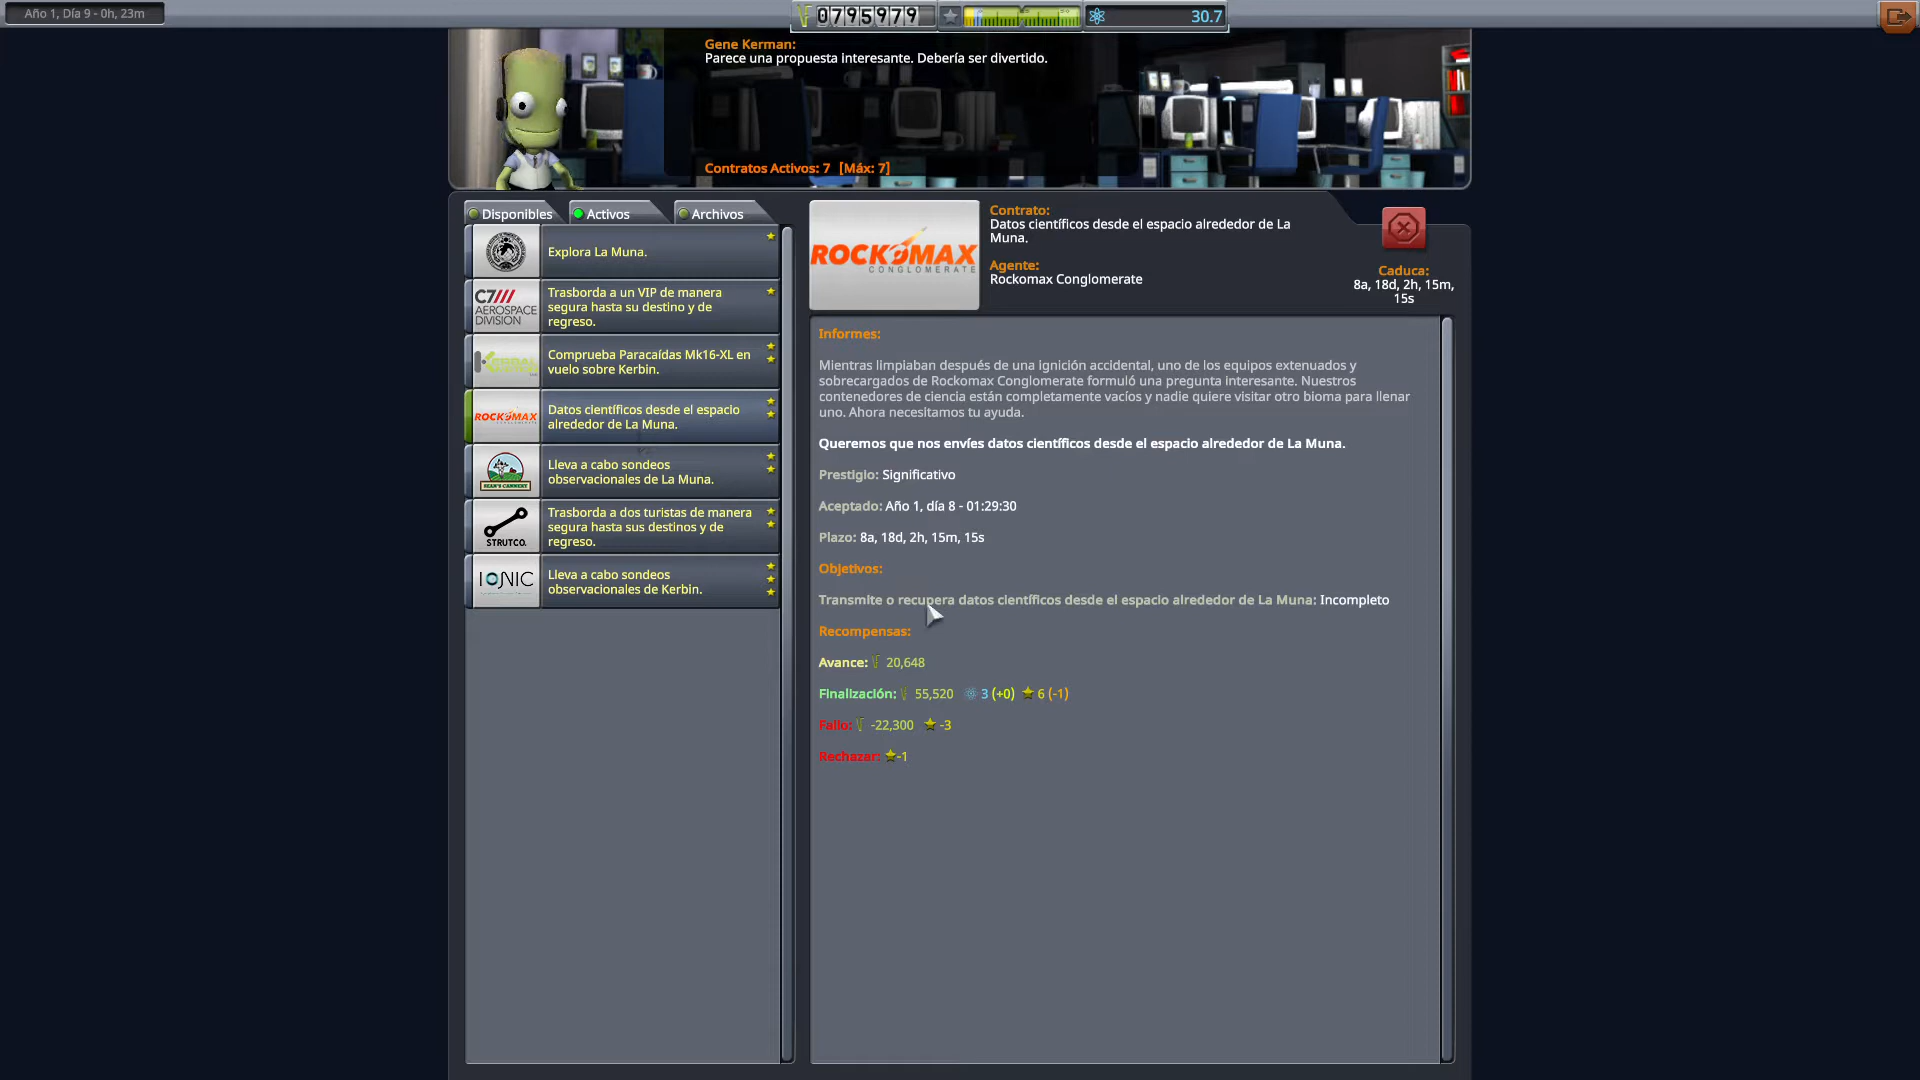 Año 1, Día 9 - 0h, 23m
0795979
30.7
Gene Kerman:
Parece una propuesta interesante. Debería ser divertido.
Contratos Activos: 7 [Máx: 7]
Disponibles
Activos
Archivos
Explora La Muna.
C7///
AEROSPACE
DIVISION
Trasborda a un VIP de manera
segura hasta su destino y de
regreso.
Comprueba Paracaídas Mk16-XL en
vuelo sobre Kerbin.
ROCKOMAX
Datos científicos desde el espacio
alrededor de La Muna.
SEAN'S CANNERY
Lleva a cabo sondeos
observacionales de La Muna.
STRUTCO.
Trasborda a dos turistas de manera
segura hasta sus destinos y de
regreso.
IONIC
Lleva a cabo sondeos
observacionales de Kerbin.
ROCKOMAX
CONGLOMERATE
Contrato:
Datos científicos desde el espacio alrededor de La
Muna.
Agente:
Rockomax Conglomerate
Caduca:
8a, 18d, 2h, 15m,
15s
Informes:
Mientras limpiaban después de una ignición accidental, uno de los equipos extenuados y
sobrecargados de Rockomax Conglomerate formuló una pregunta interesante. Nuestros
contenedores de ciencia están completamente vacíos y nadie quiere visitar otro bioma para llenar
uno. Ahora necesitamos tu ayuda.
Queremos que nos envíes datos científicos desde el espacio alrededor de La Muna.
Prestigio: Significativo
Aceptado: Año 1, día 8 - 01:29:30
Plazo: 8a, 18d, 2h, 15m, 15s
Objetivos:
Transmite o recupera datos científicos desde el espacio alrededor de La Muna: Incompleto
Recompensas:
Avance: 20,648
Finalización: 55,520 3 (+0) 6 (-1)
Fallo: -22,300 -3
Rechazar: -1